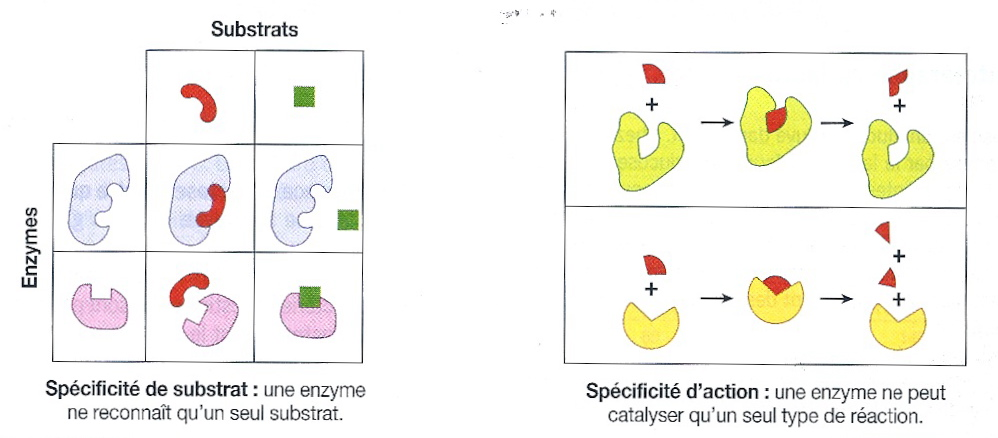 Substrats
Enzymes
Spécificité de substrat : une enzyme
ne reconnaît qu'un seul substrat.
+
+
+
+
+
Spécificité d'action : une enzyme ne peut
catalyser qu'un seul type de réaction.